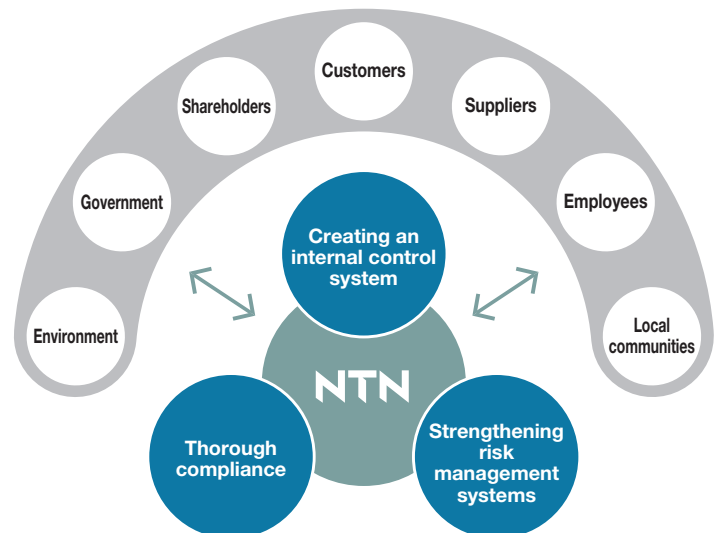 Customers
Shareholders
Suppliers
Government
Employees
Creating an
internal control
system
Environment
Local
communities
NTN
Thorough
compliance
Strengthening
risk
management
systems